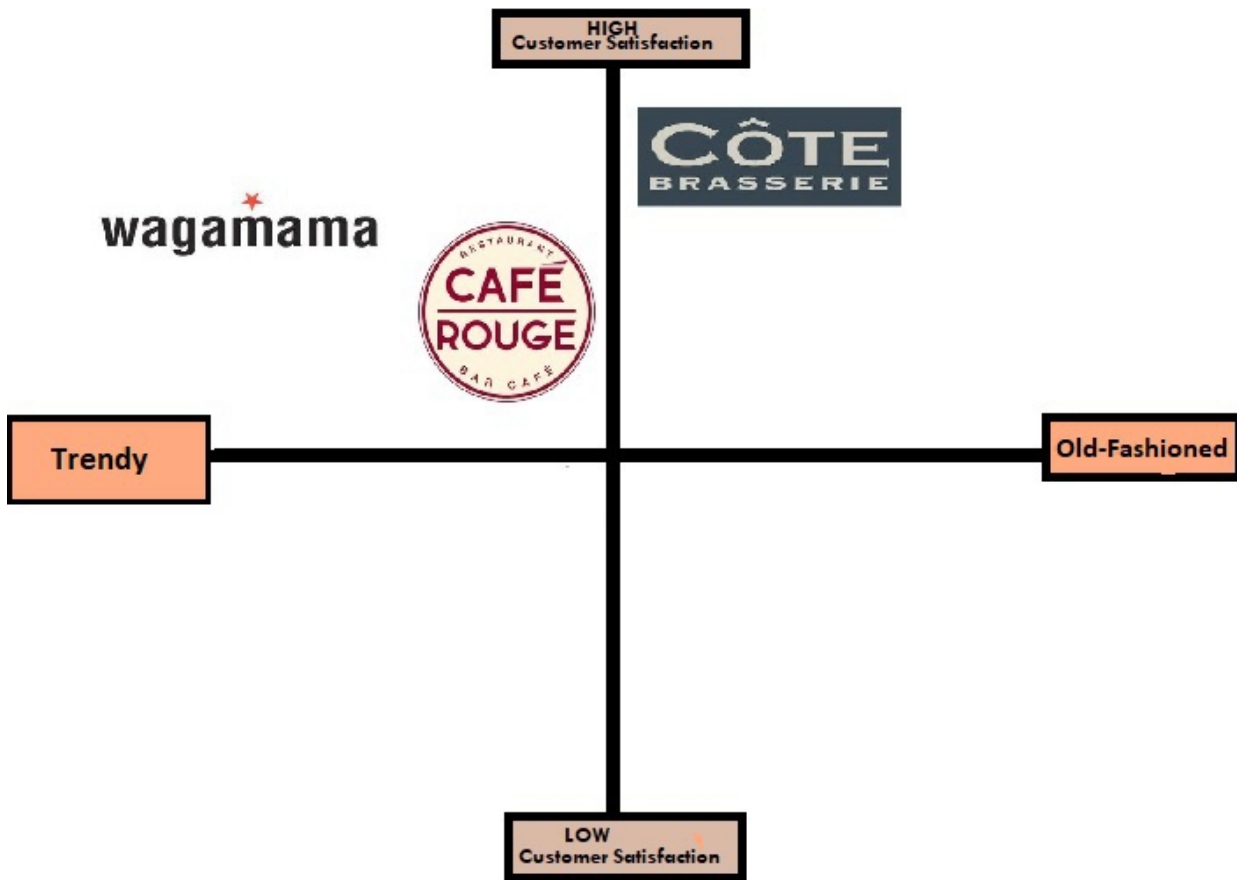 HIGH
Customer Satisfaction
CÔTE
BRASSERIE
wagamama
RESTAURANT
CAFÉ
ROUGE
BAR CAFÉ
Trendy
Old-Fashioned
LOW
Customer Satisfaction